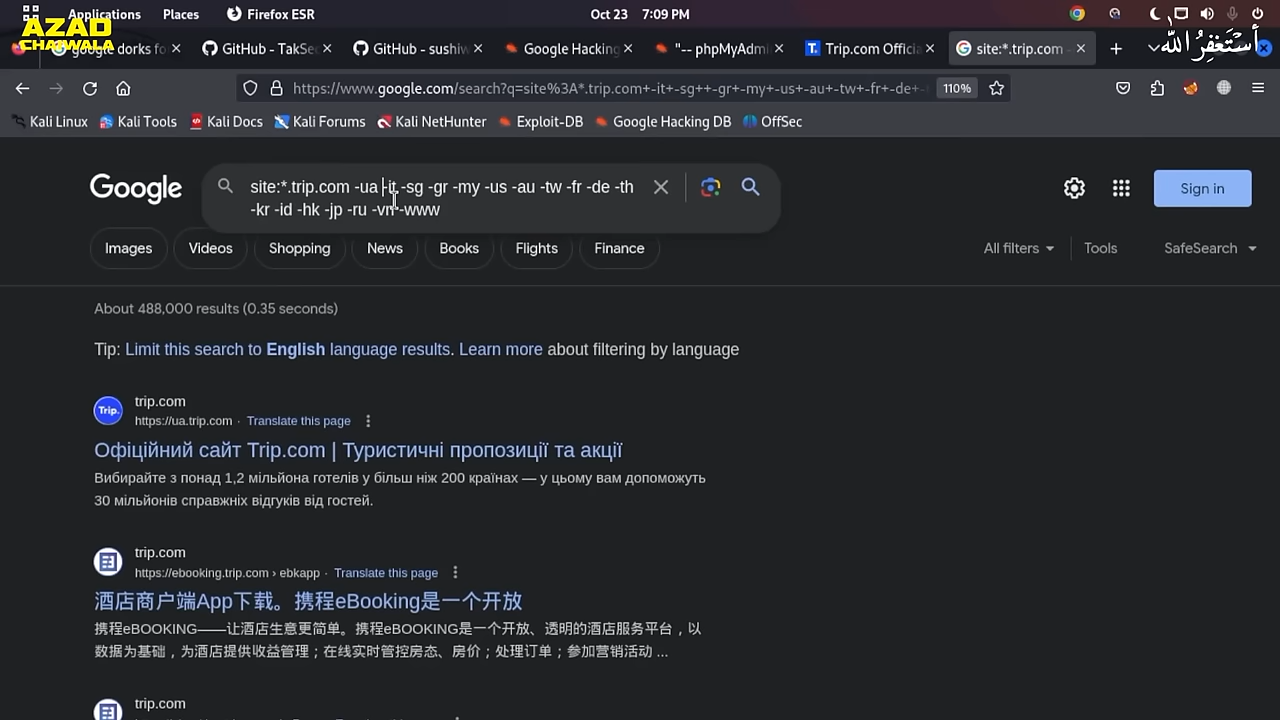 Applications Places Firefox ESR Oct 23 7:09 PM
AZAD
CHAIWALA
أستغفر الله
google dorks fo GitHub - TakSec GitHub - sushiw Google Hacking "-- phpMyAdmi Trip.com Officia site:*.trip.com -
https://www.google.com/search?q=site%3A*.trip.com+-it+-sg++-gr+-my+-us+-au+-tw+-fr+-de+- 110%
Kali Linux Kali Tools Kali Docs Kali Forums Kali NetHunter Exploit-DB Google Hacking DB OffSec
Google
site:*.trip.com -ua -it -sg -gr -my -us -au -tw -fr -de -th
-kr -id -hk -jp -ru -vn -www
Sign in
Images Videos Shopping News Books Flights Finance All filters Tools SafeSearch
About 488,000 results (0.35 seconds)
Tip: Limit this search to English language results. Learn more about filtering by language
Trip.
trip.com
https://ua.trip.com · Translate this page
Офіційний сайт Trip.com | Туристичні пропозиції та акції
Вибирайте з понад 1,2 мільйона готелів у більш ніж 200 країнах — у цьому вам допоможуть
30 мільйонів справжніх відгуків від гостей.
trip.com
https://ebooking.trip.com › ebkapp · Translate this page
酒店商户端App下载。携程eBooking是一个开放
携程eBOOKING——让酒店生意更简单。携程eBOOKING是一个开放、透明的酒店服务平台，以
数据为基础，为酒店提供收益管理；在线实时管控房态、房价；处理订单；参加营销活动 ...
trip.com